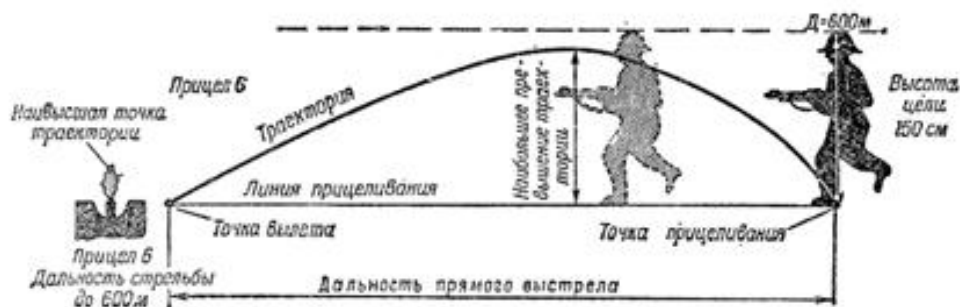 Д=600м
Прицел 6
Наивысшая точка
траектории
Траектория
Наибольшее пре-
вышение траек-
тории
Высота
цели
150 см
Линия прицеливания
Точка вылета
Точка прицеливания
Прицел 6
Дальность стрельбы
до 600м
Дальность прямого выстрела